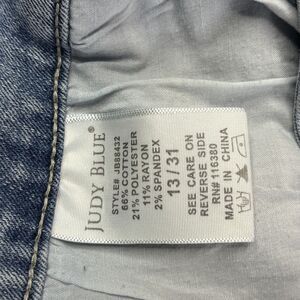 JUDY BLUE®
STYLE# JB88432
66% COTTON
21% POLYESTER
11% RAYON
2% SPANDEX
13 / 31
SEE CARE ON
REVERSE SIDE
RN# 116380
MADE IN CHINA